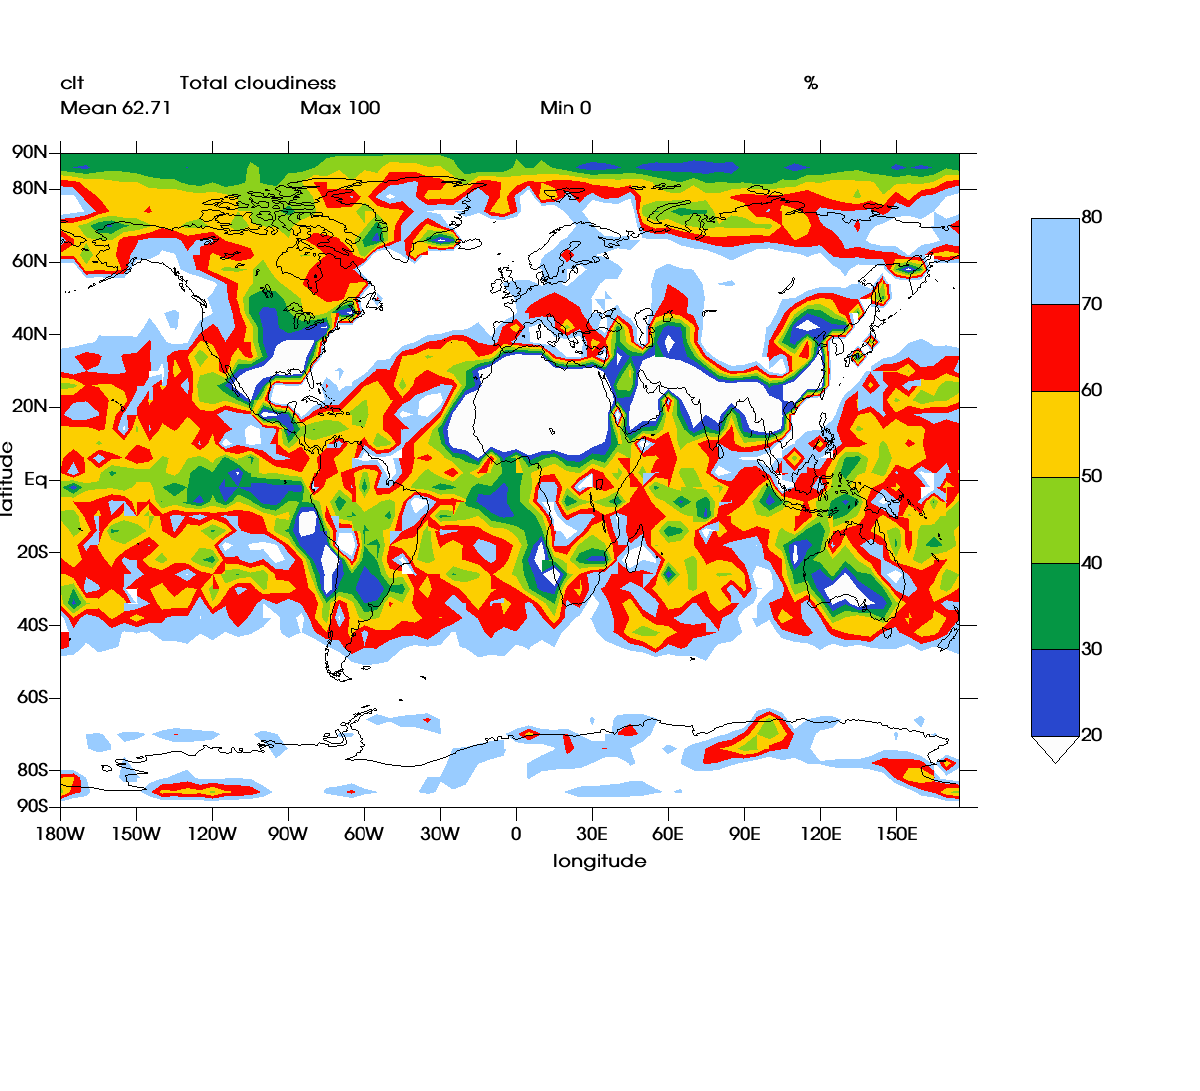 clt Total cloudiness %
Mean 62.71 Max 100 Min 0
90N
80N
60N
40N
20N
Eq
20S
40S
60S
80S
90S
latitude
180W 150W 120W 90W 60W 30W 0 30E 60E 90E 120E 150E
longitude
80
70
60
50
40
30
20